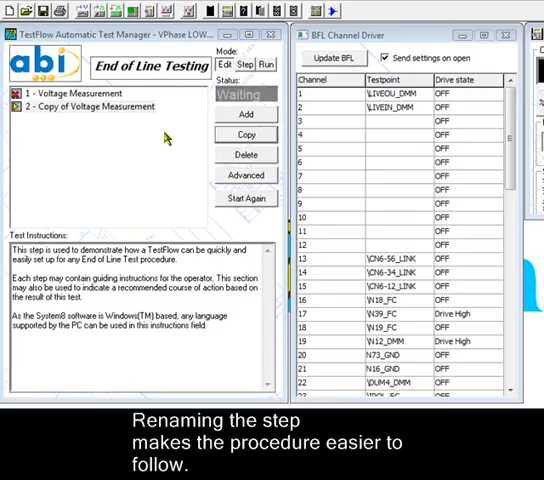 TestFlow Automatic Test Manager - VPhase LOW...
abi
End of Line Testing
Mode:
Edit Step Run
Status:
Waiting
1 - Voltage Measurement
2 - Copy of Voltage Measurement
Add
Copy
Delete
Advanced
Start Again
Test Instructions:
This step is used to demonstrate how a TestFlow can be quickly and
easily set up for any End of Line Test procedure.
Each step may contain guiding instructions for the operator. This section
may also be used to indicate a recommended course of action based on
the result of this test.
As the System8 software is Windows(TM) based, any language
supported by the PC can be used in this instructions field.
BFL Channel Driver
Update BFL
Send settings on open
Channel Testpoint Drive state
1 \LIVEOU_DMM OFF
2 \LIVEIN_DMM OFF
3 OFF
4 OFF
5 OFF
6 OFF
7 OFF
8 OFF
9 OFF
10 OFF
11 OFF
12 OFF
13 \CN6-56_LINK OFF
14 \CN6-34_LINK OFF
15 \CN6-12_LINK OFF
16 \N18_FC OFF
17 \N39_FC Drive High
18 \N19_FC OFF
19 \N12_DMM Drive High
20 N73_GND OFF
21 N16_GND OFF
22 \DUM4_DMM OFF
OFF
Renaming the step
makes the procedure easier to
follow.